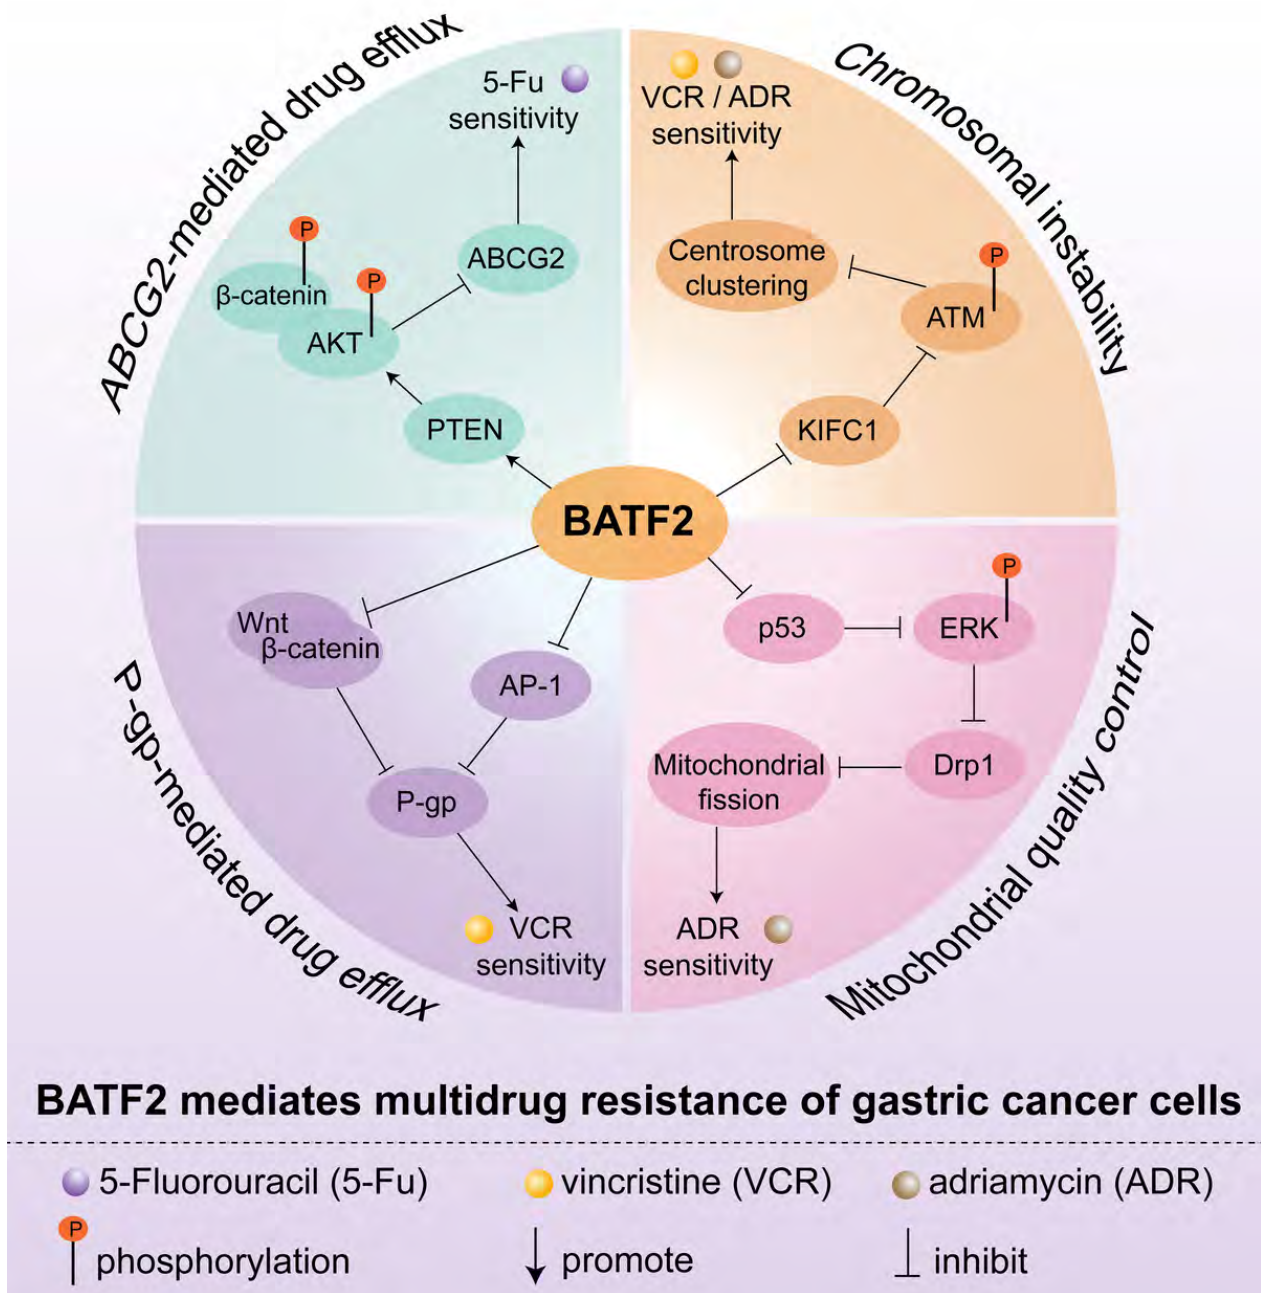 ABCG2-mediated drug efflux
5-Fu
sensitivity
P
β-catenin
P
AKT
ABCG2
PTEN
Chromosomal instability
VCR / ADR
sensitivity
Centrosome
clustering
P
ATM
KIFC1
BATF2
P-gp-mediated drug efflux
Wnt
β-catenin
AP-1
P-gp
VCR
sensitivity
Mitochondrial quality control
p53
P
ERK
Mitochondrial
fission
Drp1
ADR
sensitivity
BATF2 mediates multidrug resistance of gastric cancer cells
5-Fluorouracil (5-Fu)
vincristine (VCR)
adriamycin (ADR)
P
phosphorylation
promote
inhibit